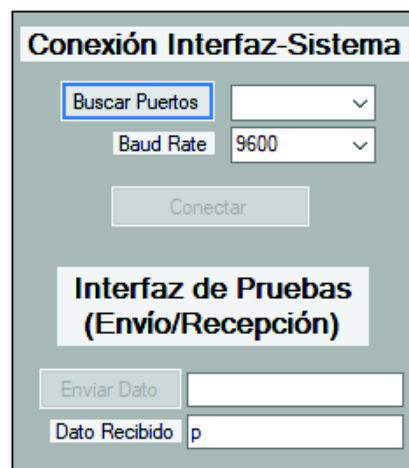 Conexión Interfaz-Sistema
Buscar Puertos
Baud Rate 9600
Conectar
Interfaz de Pruebas
(Envío/Recepción)
Enviar Dato
Dato Recibido p